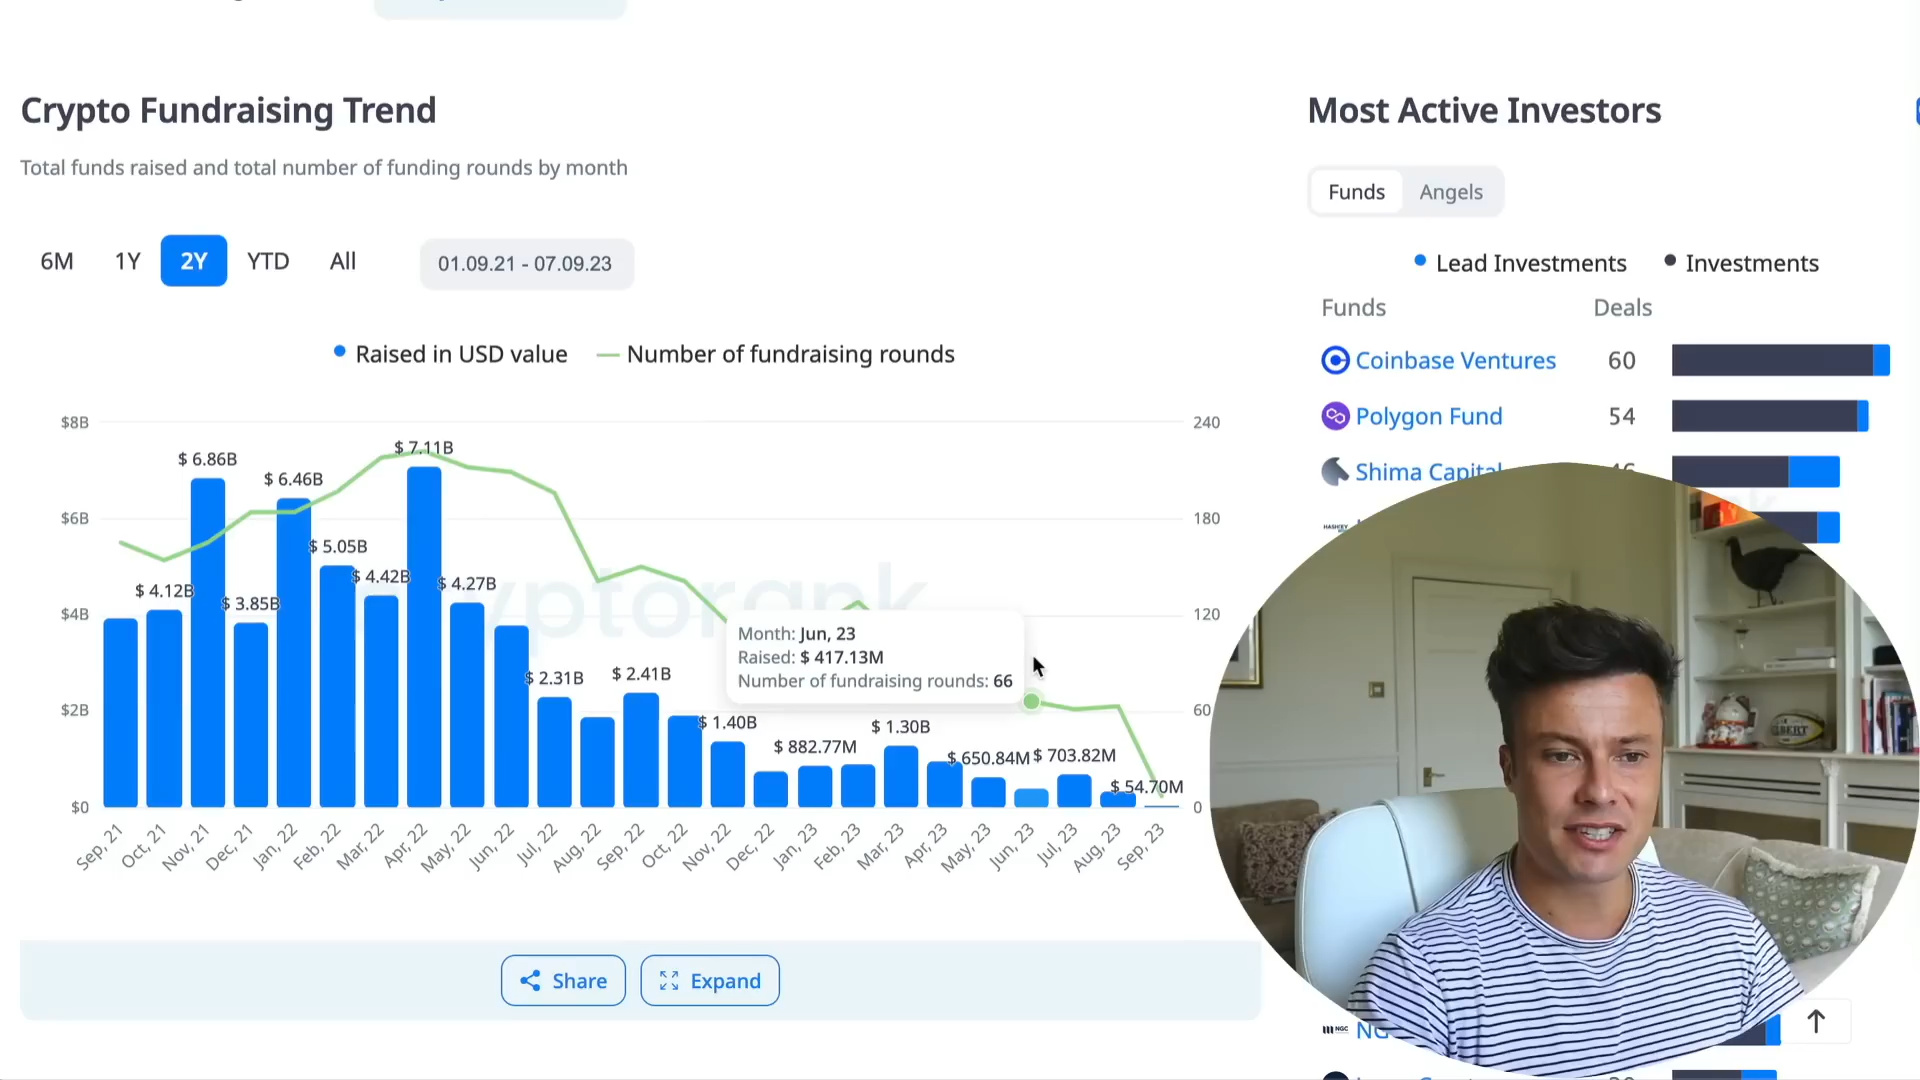 Crypto Fundraising Trend
Total funds raised and total number of funding rounds by month
6M 1Y 2Y YTD All 01.09.21 - 07.09.23
Raised in USD value Number of fundraising rounds
$8B
$6B
$4B
$2B
$0
240
180
120
60
0
$ 4.12B
$ 6.86B
$ 3.85B
$ 6.46B
$ 5.05B
$ 4.42B
$ 7.11B
$ 4.27B
$ 2.31B
$ 2.41B
$ 1.40B
$ 882.77M
$ 1.30B
$ 650.84M
$ 703.82M
$ 54.70M
Month: Jun, 23
Raised: $ 417.13M
Number of fundraising rounds: 66
Sep, 21 Oct, 21 Nov, 21 Dec, 21 Jan, 22 Feb, 22 Mar, 22 Apr, 22 May, 22 Jun, 22 Jul, 22 Aug, 22 Sep, 22 Oct, 22 Nov, 22 Dec, 22 Jan, 23 Feb, 23 Mar, 23 Apr, 23 May, 23 Jun, 23 Jul, 23 Aug, 23 Sep, 23
Share Expand
Most Active Investors
Funds Angels
Lead Investments Investments
Funds Deals
Coinbase Ventures 60
Polygon Fund 54
Shima Capital
HASHKEY
NGC